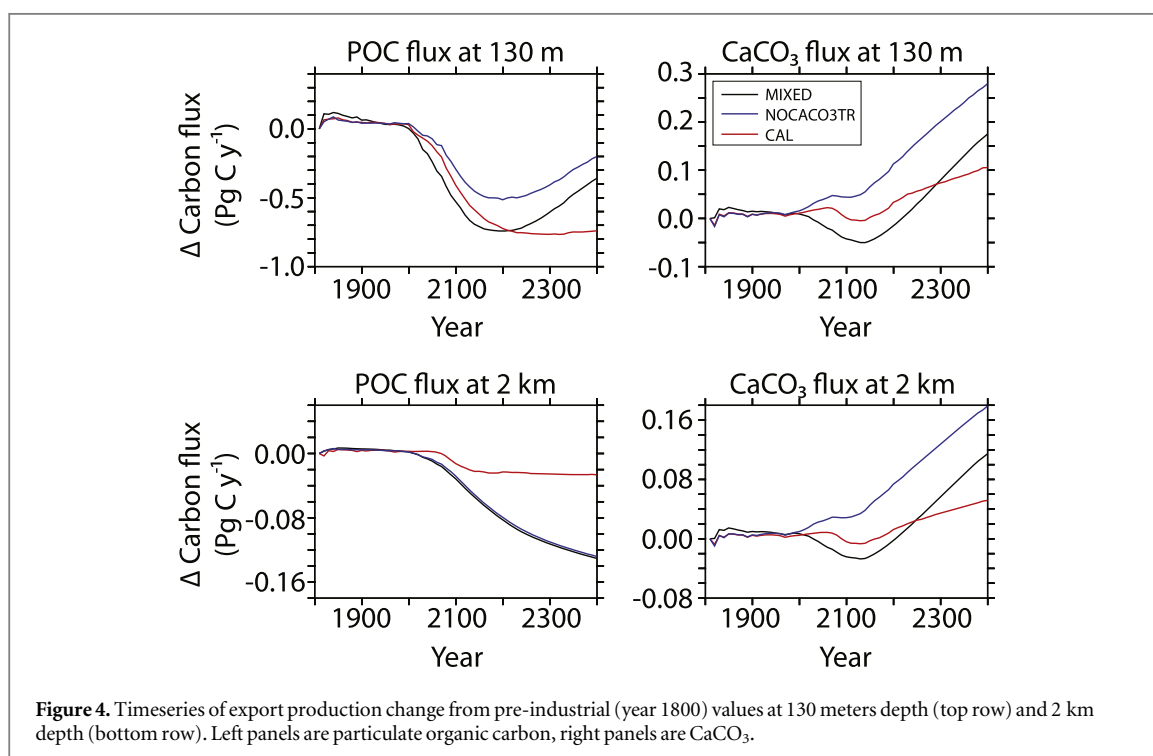 POC flux at 130 m
Δ Carbon flux
(Pg C y⁻¹)
0.0
-0.5
-1.0
1900 2100 2300
Year
CaCO₃ flux at 130 m
MIXED
NOCACO3TR
CAL
0.3
0.2
0.1
0.0
-0.1
1900 2100 2300
Year
POC flux at 2 km
Δ Carbon flux
(Pg C y⁻¹)
0.00
-0.08
-0.16
1900 2100 2300
Year
CaCO₃ flux at 2 km
0.16
0.08
0.00
-0.08
1900 2100 2300
Year
Figure 4. Timeseries of export production change from pre-industrial (year 1800) values at 130 meters depth (top row) and 2 km
depth (bottom row). Left panels are particulate organic carbon, right panels are CaCO₃.